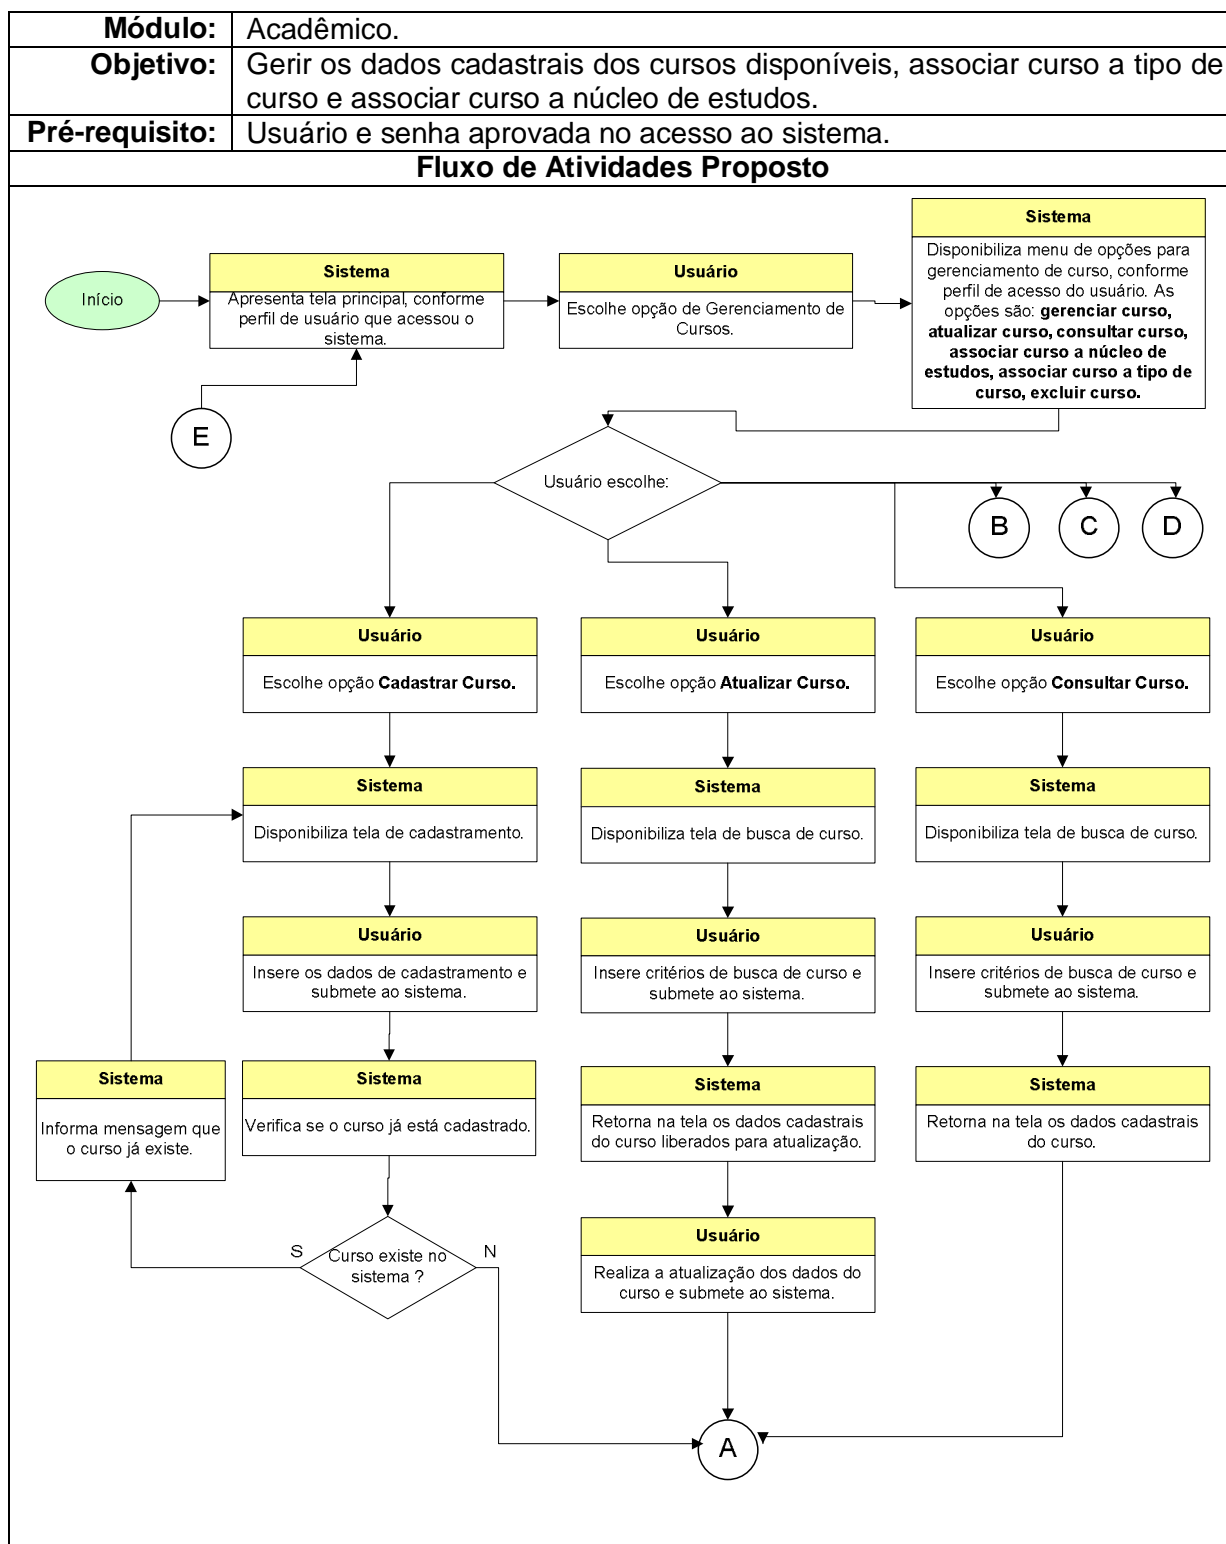 Módulo: Acadêmico.
Objetivo: Gerir os dados cadastrais dos cursos disponíveis, associar curso a tipo de
curso e associar curso a núcleo de estudos.
Pré-requisito: Usuário e senha aprovada no acesso ao sistema.
Fluxo de Atividades Proposto
Início
Sistema
Apresenta tela principal, conforme
perfil de usuário que acessou o
sistema.
Usuário
Escolhe opção de Gerenciamento de
Cursos.
Sistema
Disponibiliza menu de opções para
gerenciamento de curso, conforme
perfil de acesso do usuário. As
opções são: gerenciar curso,
atualizar curso, consultar curso,
associar curso a núcleo de
estudos, associar curso a tipo de
curso, excluir curso.
E
Usuário escolhe:
B
C
D
Usuário
Escolhe opção Cadastrar Curso.
Usuário
Escolhe opção Atualizar Curso.
Usuário
Escolhe opção Consultar Curso.
Sistema
Disponibiliza tela de cadastramento.
Sistema
Disponibiliza tela de busca de curso.
Sistema
Disponibiliza tela de busca de curso.
Usuário
Insere os dados de cadastramento e
submete ao sistema.
Usuário
Insere critérios de busca de curso e
submete ao sistema.
Usuário
Insere critérios de busca de curso e
submete ao sistema.
Sistema
Informa mensagem que
o curso já existe.
Sistema
Verifica se o curso já está cadastrado.
Sistema
Retorna na tela os dados cadastrais
do curso liberados para atualização.
Sistema
Retorna na tela os dados cadastrais
do curso.
S
Curso existe no
sistema ?
N
Usuário
Realiza a atualização dos dados do
curso e submete ao sistema.
A